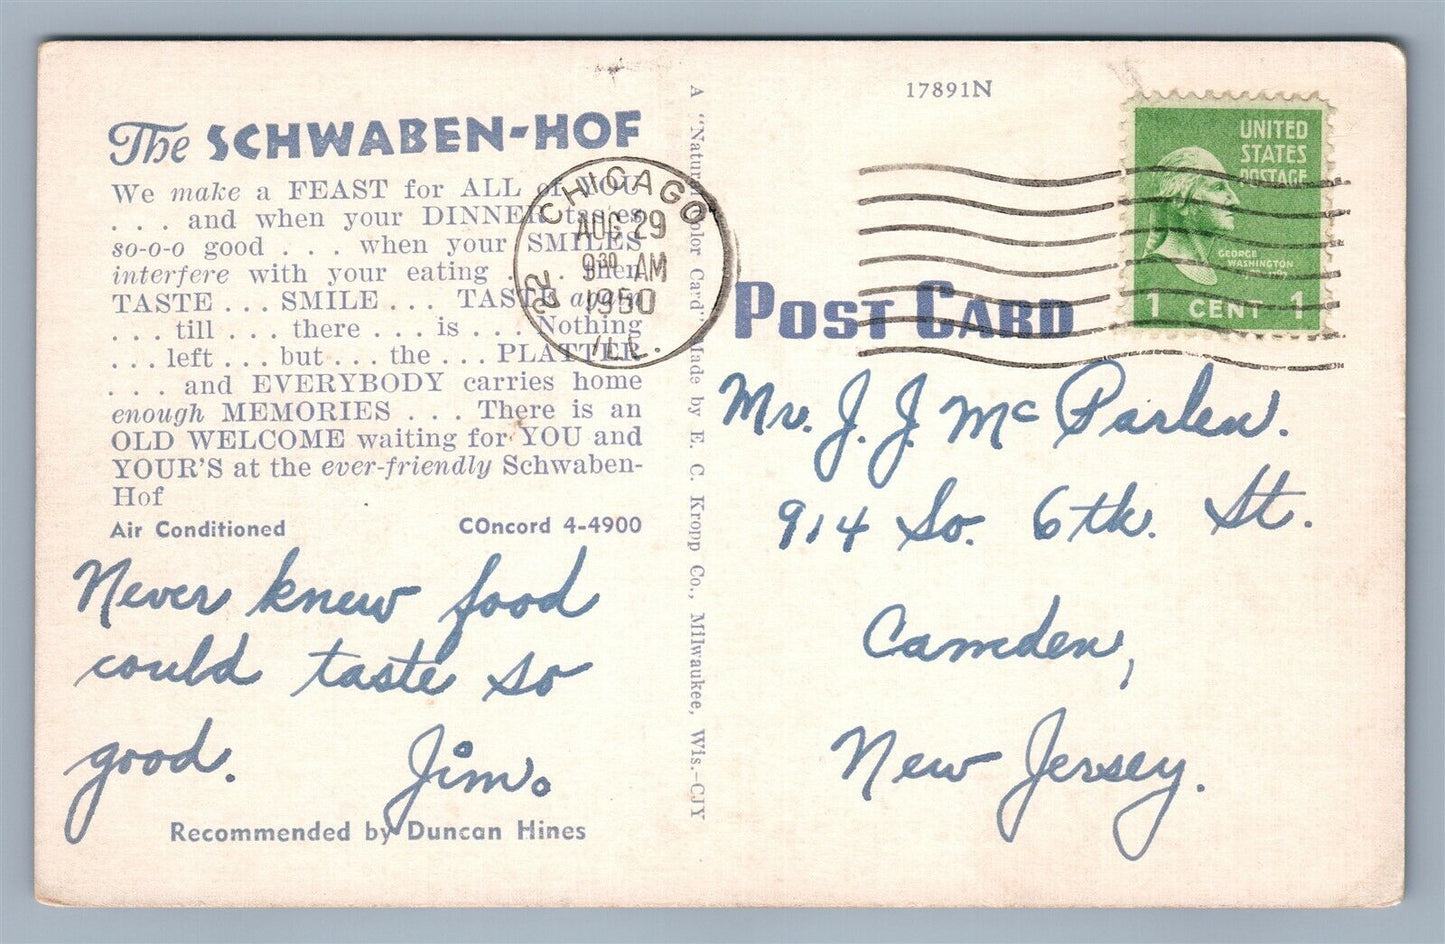 The SCHWABEN-HOF
We make a FEAST for ALL of YOU
. . . and when your DINNER tastes
so-o-o good . . . when your SMILES
interfere with your eating . . . then
TASTE . . . SMILE . . . TASTE again
. . . till . . . there . . . is . . . Nothing
. . . left . . . but . . . the . . . PLATTER
. . . and EVERYBODY carries home
enough MEMORIES . . . There is an
OLD WELCOME waiting for YOU and
YOUR'S at the ever-friendly Schwaben-
Hof
Air Conditioned COncord 4-4900
Never knew food
could taste so
good. Jim.
Recommended by Duncan Hines
A "Natural Color Card" Made by E. C. Kropp Co., Milwaukee, Wis.-CJY
CHICAGO
AUG 29
9 30 AM
1950
ILL.
22
17891N
UNITED
STATES
POSTAGE
GEORGE
WASHINGTON
1 CENT 1
POST CARD
Mr. J. J. McParlen.
914 So. 6th. St.
Camden,
New Jersey.